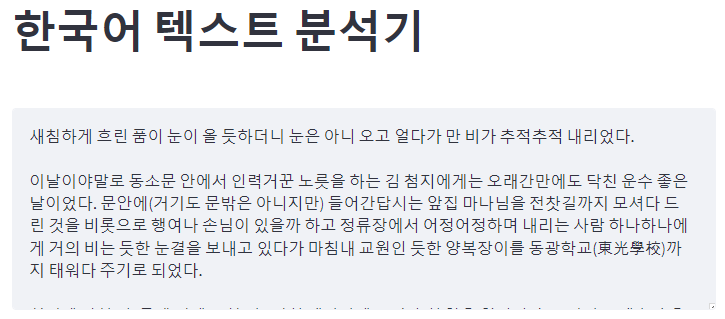 한국어 텍스트 분석기
새침하게 흐린 품이 눈이 올 듯하더니 눈은 아니 오고 얼다가 만 비가 추적추적 내리었다.
이날이야말로 동소문 안에서 인력거꾼 노릇을 하는 김 첨지에게는 오래간만에도 닥친 운수 좋은
날이었다. 문안에(거기도 문밖은 아니지만) 들어간답시는 앞집 마나님을 전찻길까지 모셔다 드
린 것을 비롯으로 행여나 손님이 있을까 하고 정류장에서 어정어정하며 내리는 사람 하나하나에
게 거의 비는 듯한 눈결을 보내고 있다가 마침내 교원인 듯한 양복장이를 동광학교(東光學校)까
지 태워다 주기로 되었다.